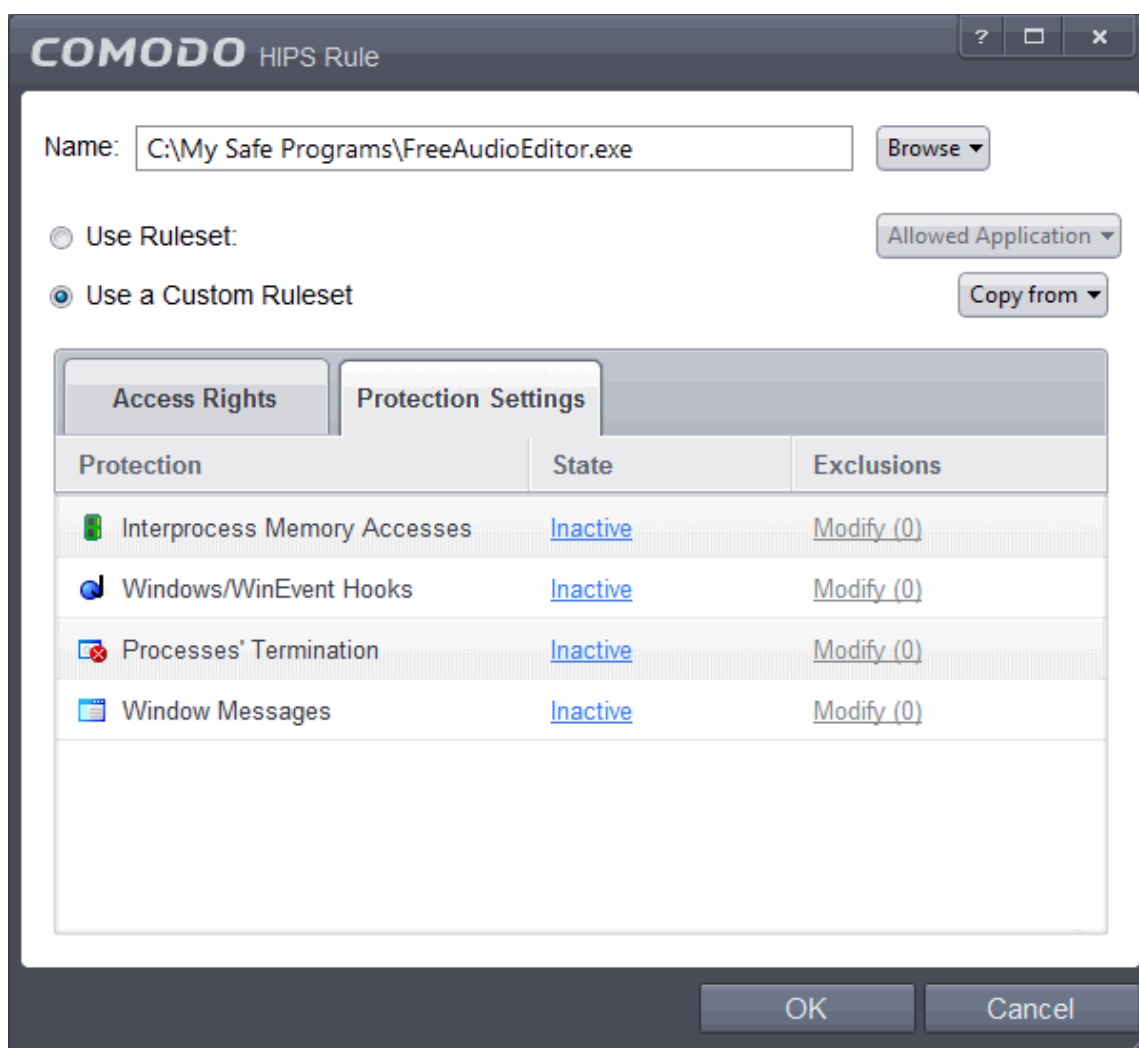 COMODO HIPS Rule
? x
Name: C:\My Safe Programs\FreeAudioEditor.exe Browse
Use Ruleset: Allowed Application
Use a Custom Ruleset Copy from
Access Rights Protection Settings
Protection State Exclusions
Interprocess Memory Accesses Inactive Modify (0)
Windows/WinEvent Hooks Inactive Modify (0)
Processes' Termination Inactive Modify (0)
Window Messages Inactive Modify (0)
OK Cancel